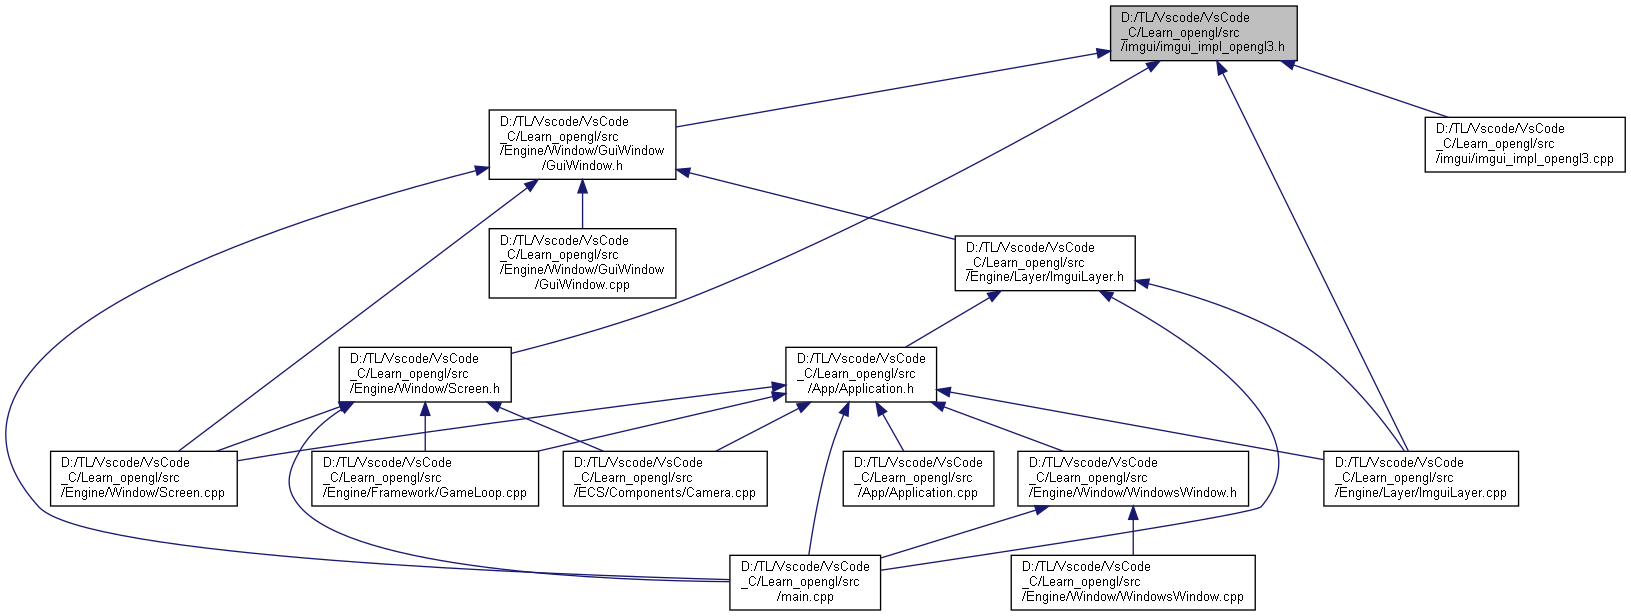 D:/TL/Vscode/VsCode
_C/Learn_opengl/src
/imgui/imgui_impl_opengl3.h
D:/TL/Vscode/VsCode
_C/Learn_opengl/src
/Engine/Window/GuiWindow
/GuiWindow.h
D:/TL/Vscode/VsCode
_C/Learn_opengl/src
/imgui/imgui_impl_opengl3.cpp
D:/TL/Vscode/VsCode
_C/Learn_opengl/src
/Engine/Window/GuiWindow
/GuiWindow.cpp
D:/TL/Vscode/VsCode
_C/Learn_opengl/src
/Engine/Layer/ImguiLayer.h
D:/TL/Vscode/VsCode
_C/Learn_opengl/src
/Engine/Window/Screen.h
D:/TL/Vscode/VsCode
_C/Learn_opengl/src
/App/Application.h
D:/TL/Vscode/VsCode
_C/Learn_opengl/src
/Engine/Window/Screen.cpp
D:/TL/Vscode/VsCode
_C/Learn_opengl/src
/Engine/Framework/GameLoop.cpp
D:/TL/Vscode/VsCode
_C/Learn_opengl/src
/ECS/Components/Camera.cpp
D:/TL/Vscode/VsCode
_C/Learn_opengl/src
/App/Application.cpp
D:/TL/Vscode/VsCode
_C/Learn_opengl/src
/Engine/Window/WindowsWindow.h
D:/TL/Vscode/VsCode
_C/Learn_opengl/src
/Engine/Layer/ImguiLayer.cpp
D:/TL/Vscode/VsCode
_C/Learn_opengl/src
/main.cpp
D:/TL/Vscode/VsCode
_C/Learn_opengl/src
/Engine/Window/WindowsWindow.cpp